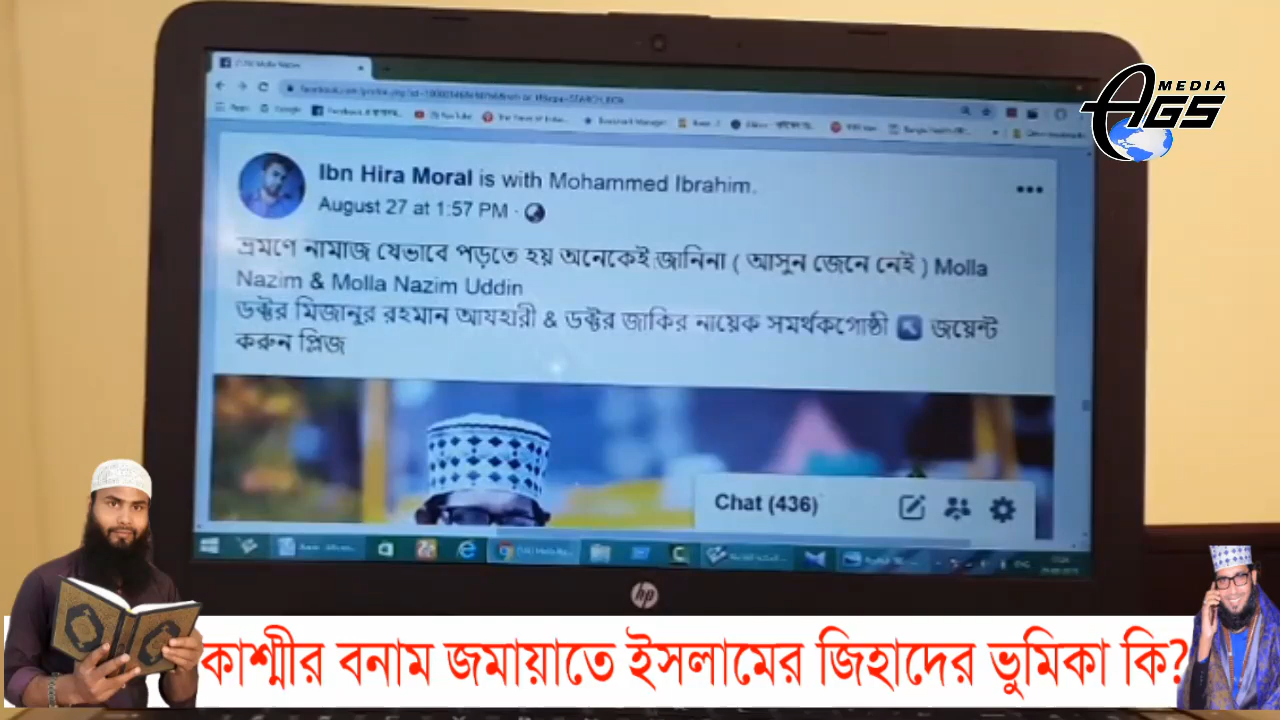 MEDIA
AGS
Ibn Hira Moral is with Mohammed Ibrahim.
August 27 at 1:57 PM ·
ভ্রমণে নামাজ যেভাবে পড়তে হয় অনেকেই জানিনা ( আসুন জেনে নেই ) Molla
Nazim & Molla Nazim Uddin
ডক্টর মিজানুর রহমান আযহারী & ডক্টর জাকির নায়েক সমর্থকগোষ্ঠী জয়েন্ট
করুন প্লিজ
Chat (436)
hp
কাশ্মীর বনাম জমায়াতে ইসলামের জিহাদের ভুমিকা কি?